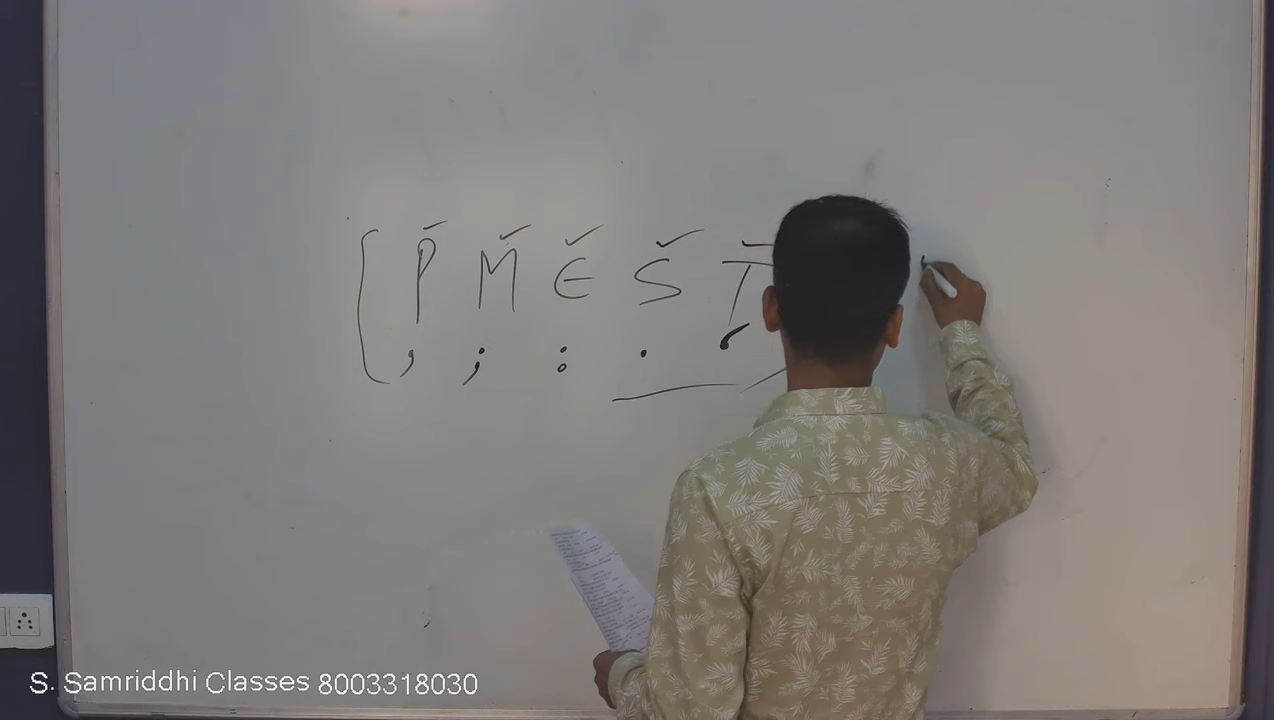 [ P M E S T
, ; : . ‘
S. Samriddhi Classes 8003318030